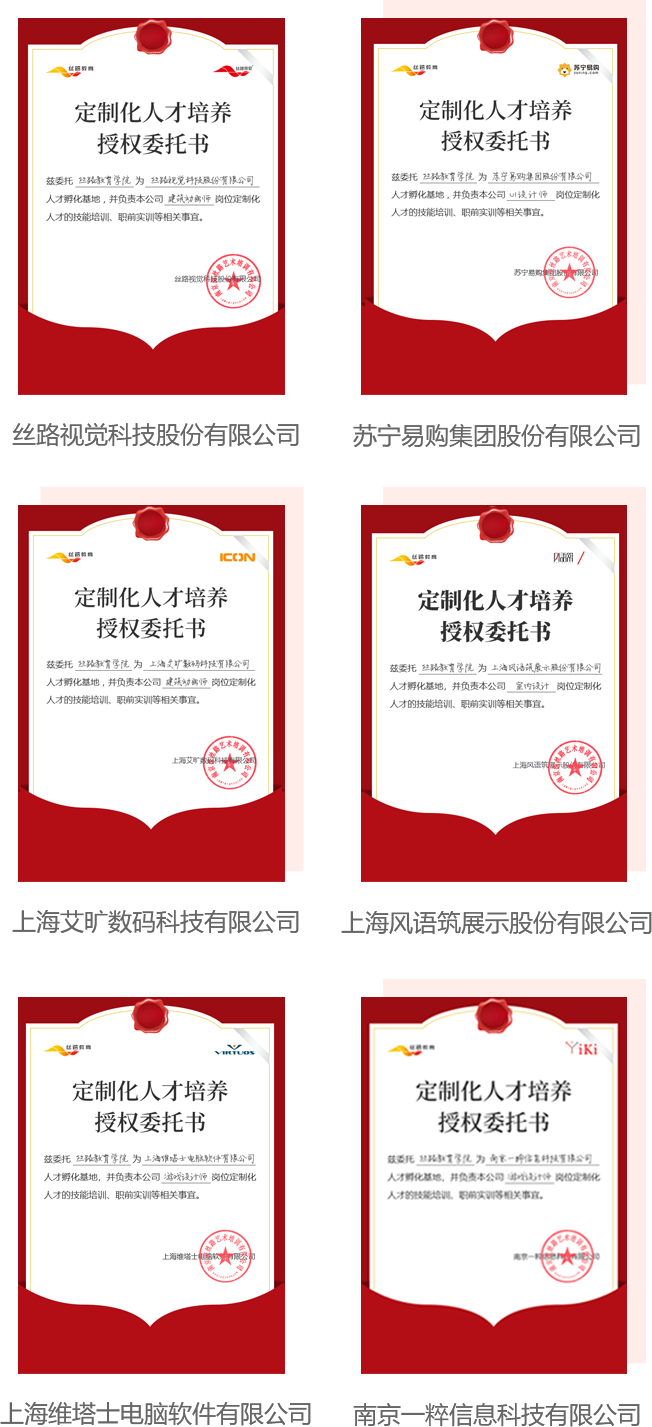 丝路教育
丝路视觉
定制化人才培养
授权委托书
兹委托 丝路教育学院 为 丝路视觉科技股份有限公司
人才孵化基地，并负责本公司 建筑动画师 岗位定制化
人才的技能培训、职前实训等相关事宜。
丝路视觉科技股份有限公司
丝路视觉科技股份有限公司
丝路教育
苏宁易购
suning.com
定制化人才培养
授权委托书
兹委托 丝路教育学院 为 苏宁易购集团股份有限公司
人才孵化基地，并负责本公司 UI设计师 岗位定制化
人才的技能培训、职前实训等相关事宜。
苏宁易购集团股份有限公司
苏宁易购集团股份有限公司
丝路教育
ICON
定制化人才培养
授权委托书
兹委托 丝路教育学院 为 上海艾旷数码科技有限公司
人才孵化基地，并负责本公司 建筑动画师 岗位定制化
人才的技能培训、职前实训等相关事宜。
上海艾旷数码科技有限公司
上海艾旷数码科技有限公司
丝路教育
定制化人才培养
授权委托书
兹委托 丝路教育学院 为 上海风语筑展示股份有限公司
人才孵化基地，并负责本公司 室内设计 岗位定制化
人才的技能培训、职前实训等相关事宜。
上海风语筑展示股份有限公司
上海风语筑展示股份有限公司
丝路教育
VIRTUOS
定制化人才培养
授权委托书
兹委托 丝路教育学院 为 上海维塔士电脑软件有限公司
人才孵化基地，并负责本公司 游戏设计师 岗位定制化
人才的技能培训、职前实训等相关事宜。
上海维塔士电脑软件有限公司
上海维塔士电脑软件有限公司
丝路教育
YiKi
定制化人才培养
授权委托书
兹委托 丝路教育学院 为 南京一粹信息科技有限公司
人才孵化基地，并负责本公司 游戏设计师 岗位定制化
人才的技能培训、职前实训等相关事宜。
南京一粹信息科技有限公司
南京一粹信息科技有限公司